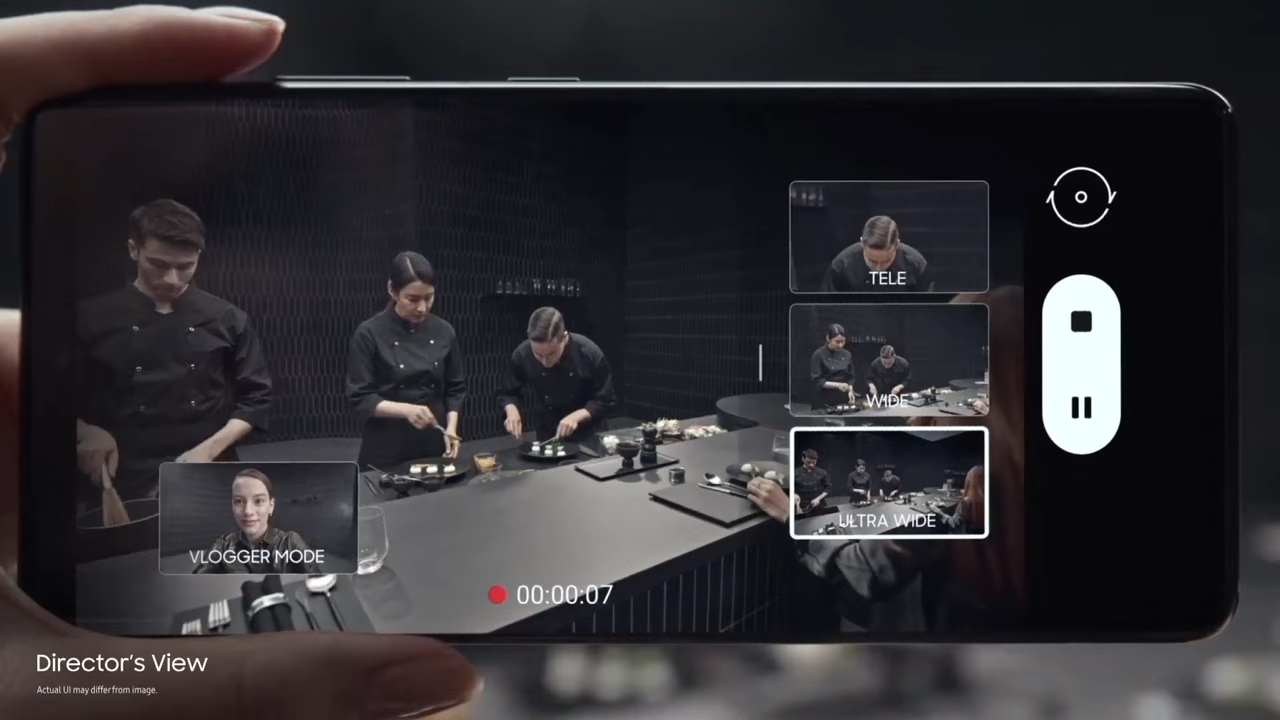 TELE
WIDE
ULTRA WIDE
VLOGGER MODE
00:00:07
Director's View
Actual UI may differ from image.